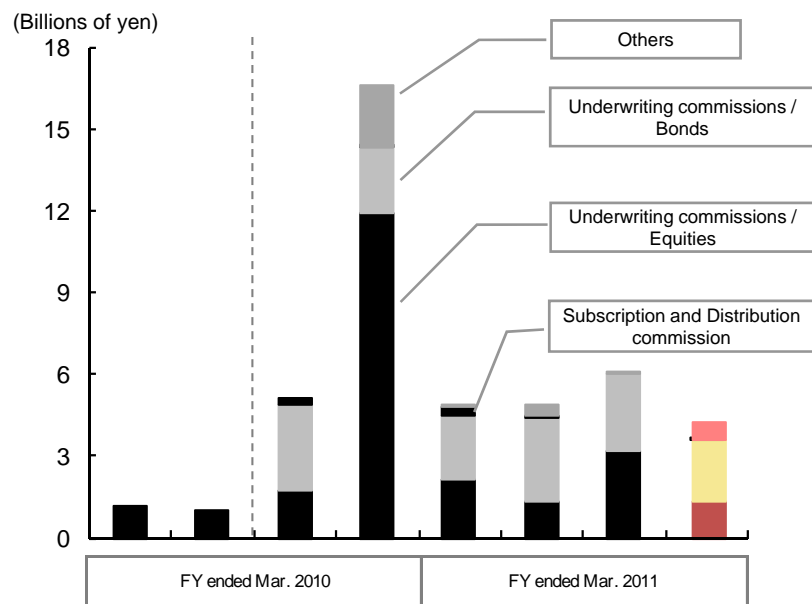 (Billions of yen)
18
15
12
9
6
3
0
Others
Underwriting commissions /
Bonds
Underwriting commissions /
Equities
Subscription and Distribution
commission
FY ended Mar. 2010
FY ended Mar. 2011